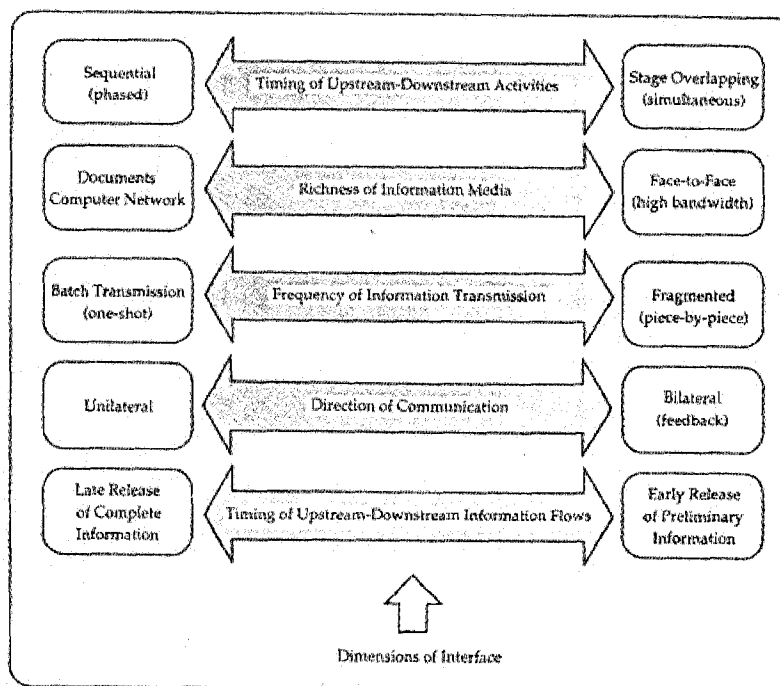 Sequential
(phased)
Timing of Upstream-Downstream Activities
Stage Overlapping
(simultaneous)
Documents
Computer Network
Richness of Information Media
Face-to-Face
(high bandwidth)
Batch Transmission
(one-shot)
Frequency of Information Transmission
Fragmented
(piece-by-piece)
Unilateral
Direction of Communication
Bilateral
(feedback)
Late Release
of Complete
Information
Timing of Upstream-Downstream Information Flows
Early Release
of Preliminary
Information
Dimensions of Interface